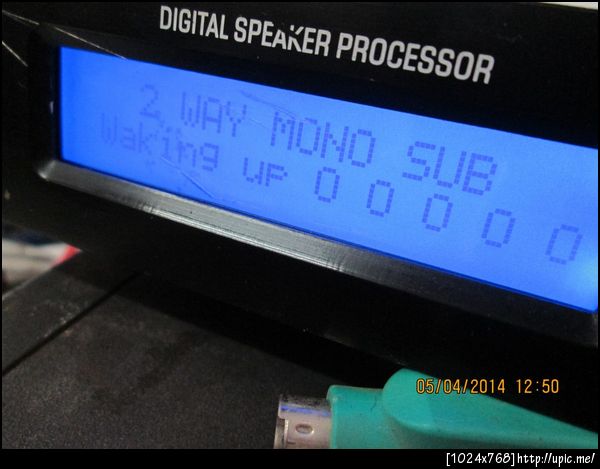 DIGITAL SPEAKER PROCESSOR
2 WAY MONO SUB
Waking up 0 0 0 0 0
05/04/2014 12:50
[1024x768]http://upic.me/